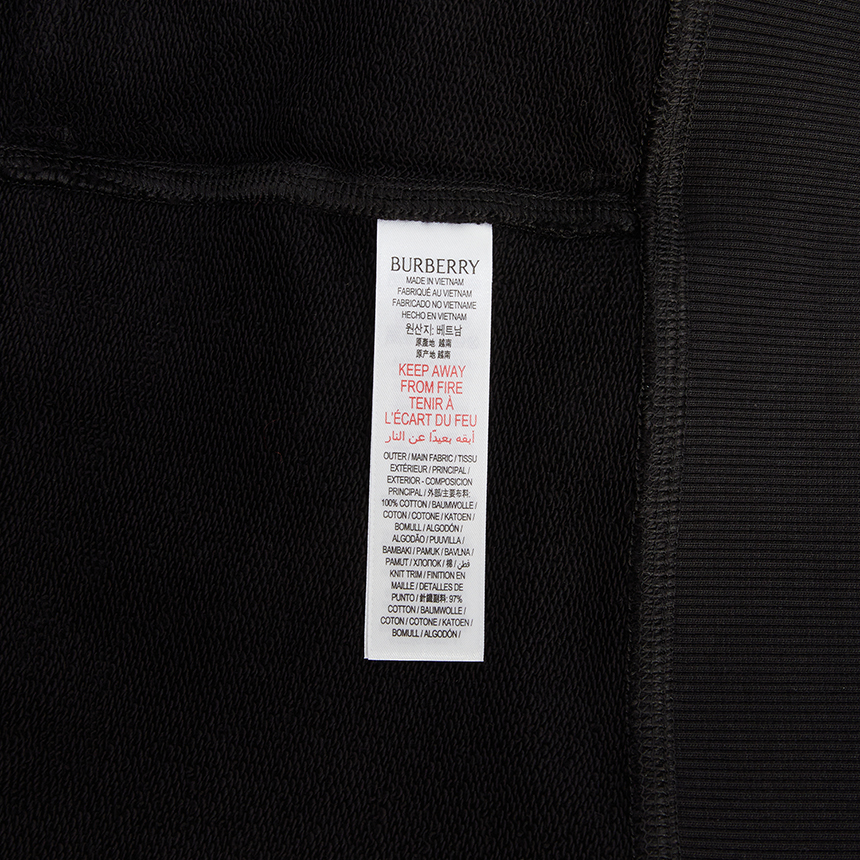 BURBERRY
MADE IN VIETNAM
FABRIQUÉ AU VIETNAM
FABRICADO NO VIETNAME
HECHO EN VIETNAM
원산지: 베트남
原產地 越南
原产地 越南
KEEP AWAY
FROM FIRE
TENIR À
L'ÉCART DU FEU
أبقه بعيدًا عن النار
OUTER / MAIN FABRIC / TISSU
EXTÉRIEUR / PRINCIPAL /
EXTERIOR - COMPOSICION
PRINCIPAL / 外部/主要布料:
100% COTTON / BAUMWOLLE /
COTON / COTONE / KATOEN /
BOMULL / ALGODÓN /
ALGODÃO / PUUVILLA /
BAMBAKI / PAMUK / BAVLNA /
PAMUT / ХЛОПОК / 棉 / قطن /
KNIT TRIM / FINITION EN
MAILLE / DETALLES DE
PUNTO / 針織副料: 97%
COTTON / BAUMWOLLE /
COTON / COTONE / KATOEN /
BOMULL / ALGODÓN /